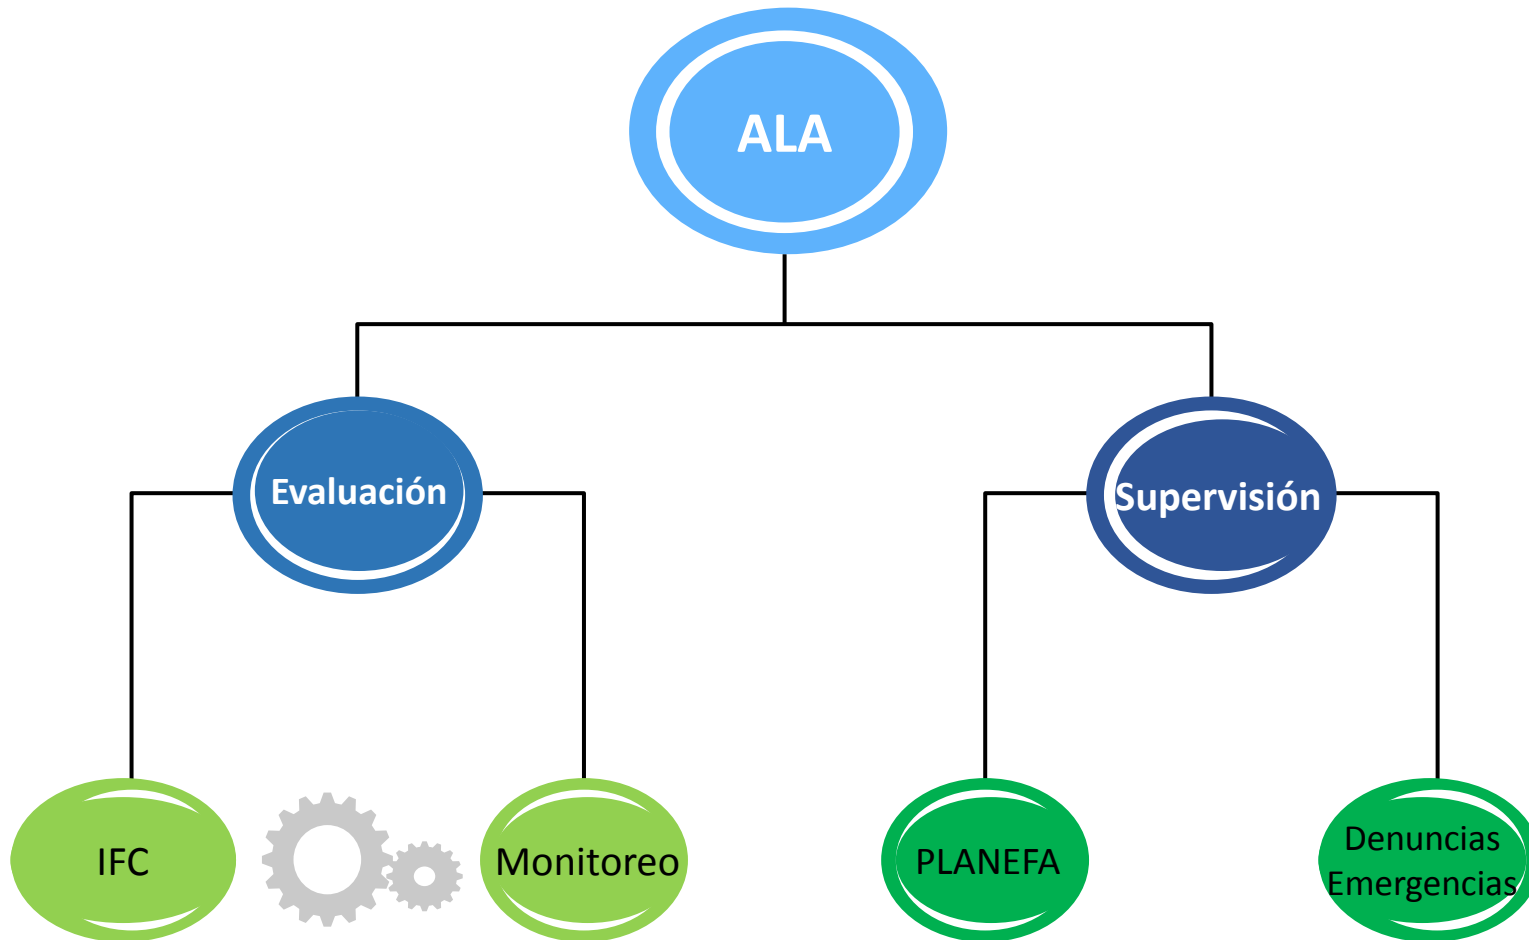 ALA
Evaluación
Supervisión
IFC
Monitoreo
PLANEFA
Denuncias
Emergencias